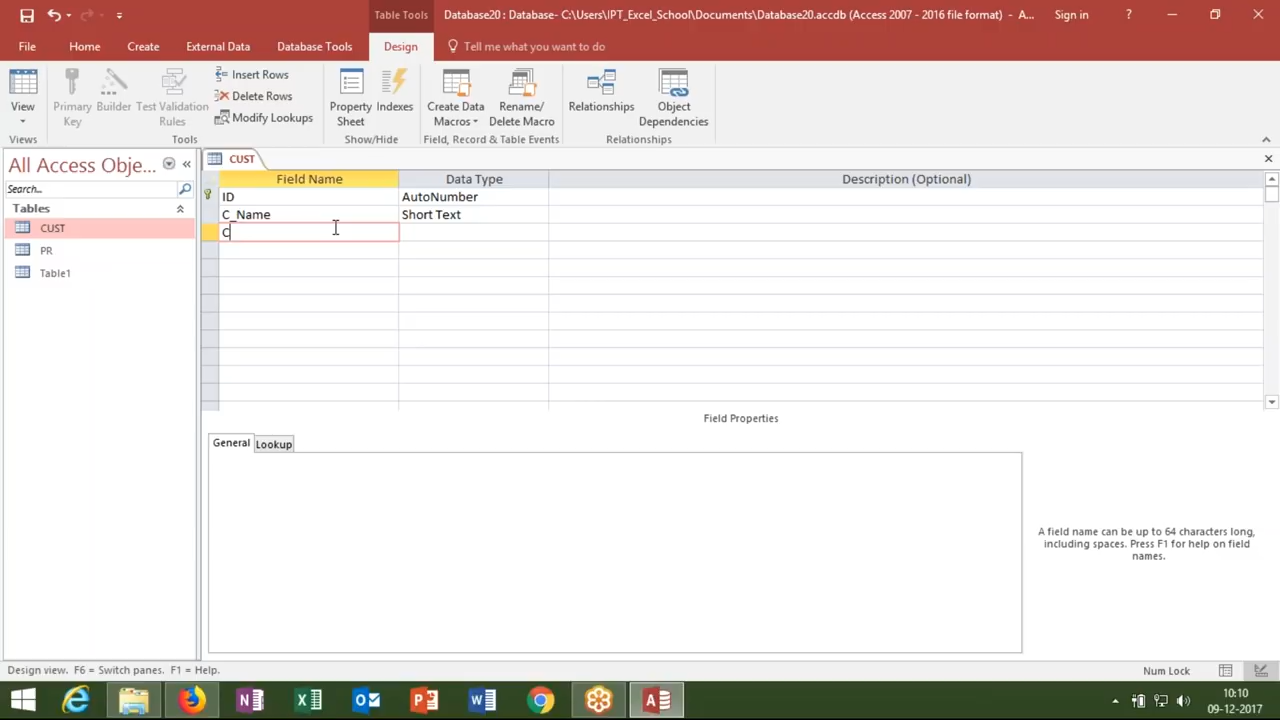 Table Tools
Database20 : Database- C:\Users\IPT_Excel_School\Documents\Database20.accdb (Access 2007 - 2016 file format) - A...
Sign in
?
File
Home
Create
External Data
Database Tools
Design
Tell me what you want to do
View
Primary Key
Builder
Test Validation Rules
Insert Rows
Delete Rows
Modify Lookups
Property Sheet
Indexes
Create Data Macros
Rename/ Delete Macro
Relationships
Object Dependencies
Views
Tools
Show/Hide
Field, Record & Table Events
Relationships
All Access Obje...
Search...
Tables
CUST
PR
Table1
CUST
Field Name
Data Type
Description (Optional)
ID
AutoNumber
C_Name
Short Text
C
Field Properties
General
Lookup
A field name can be up to 64 characters long,
including spaces. Press F1 for help on field
names.
Design view. F6 = Switch panes. F1 = Help.
Num Lock
10:10
09-12-2017